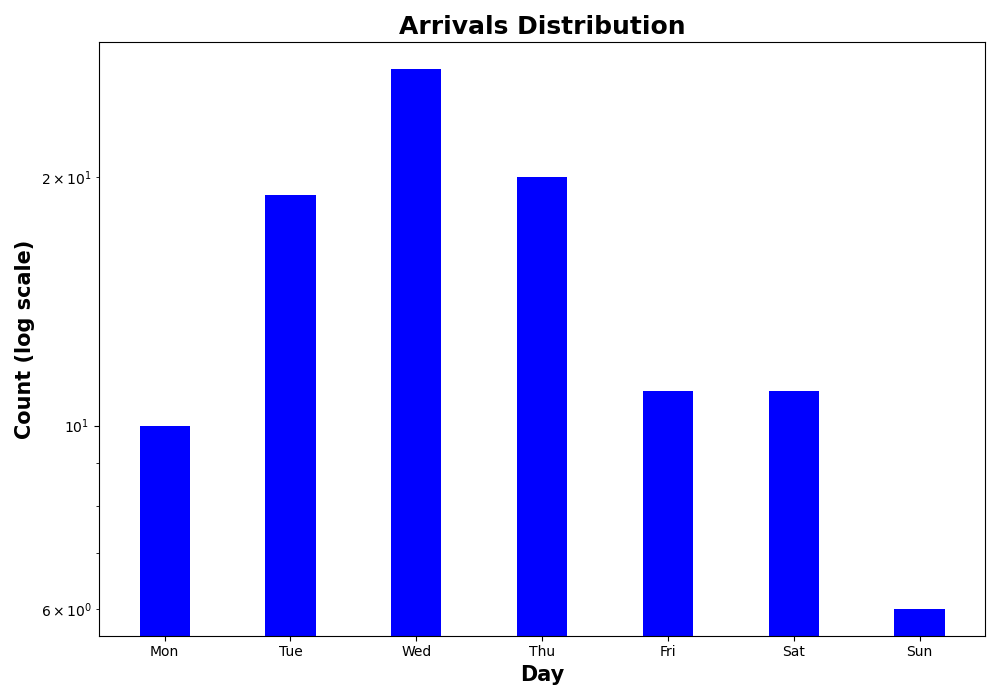 Arrivals Distribution
Count (log scale)
2 × 10¹
10¹
6 × 10⁰
Mon Tue Wed Thu Fri Sat Sun
Day